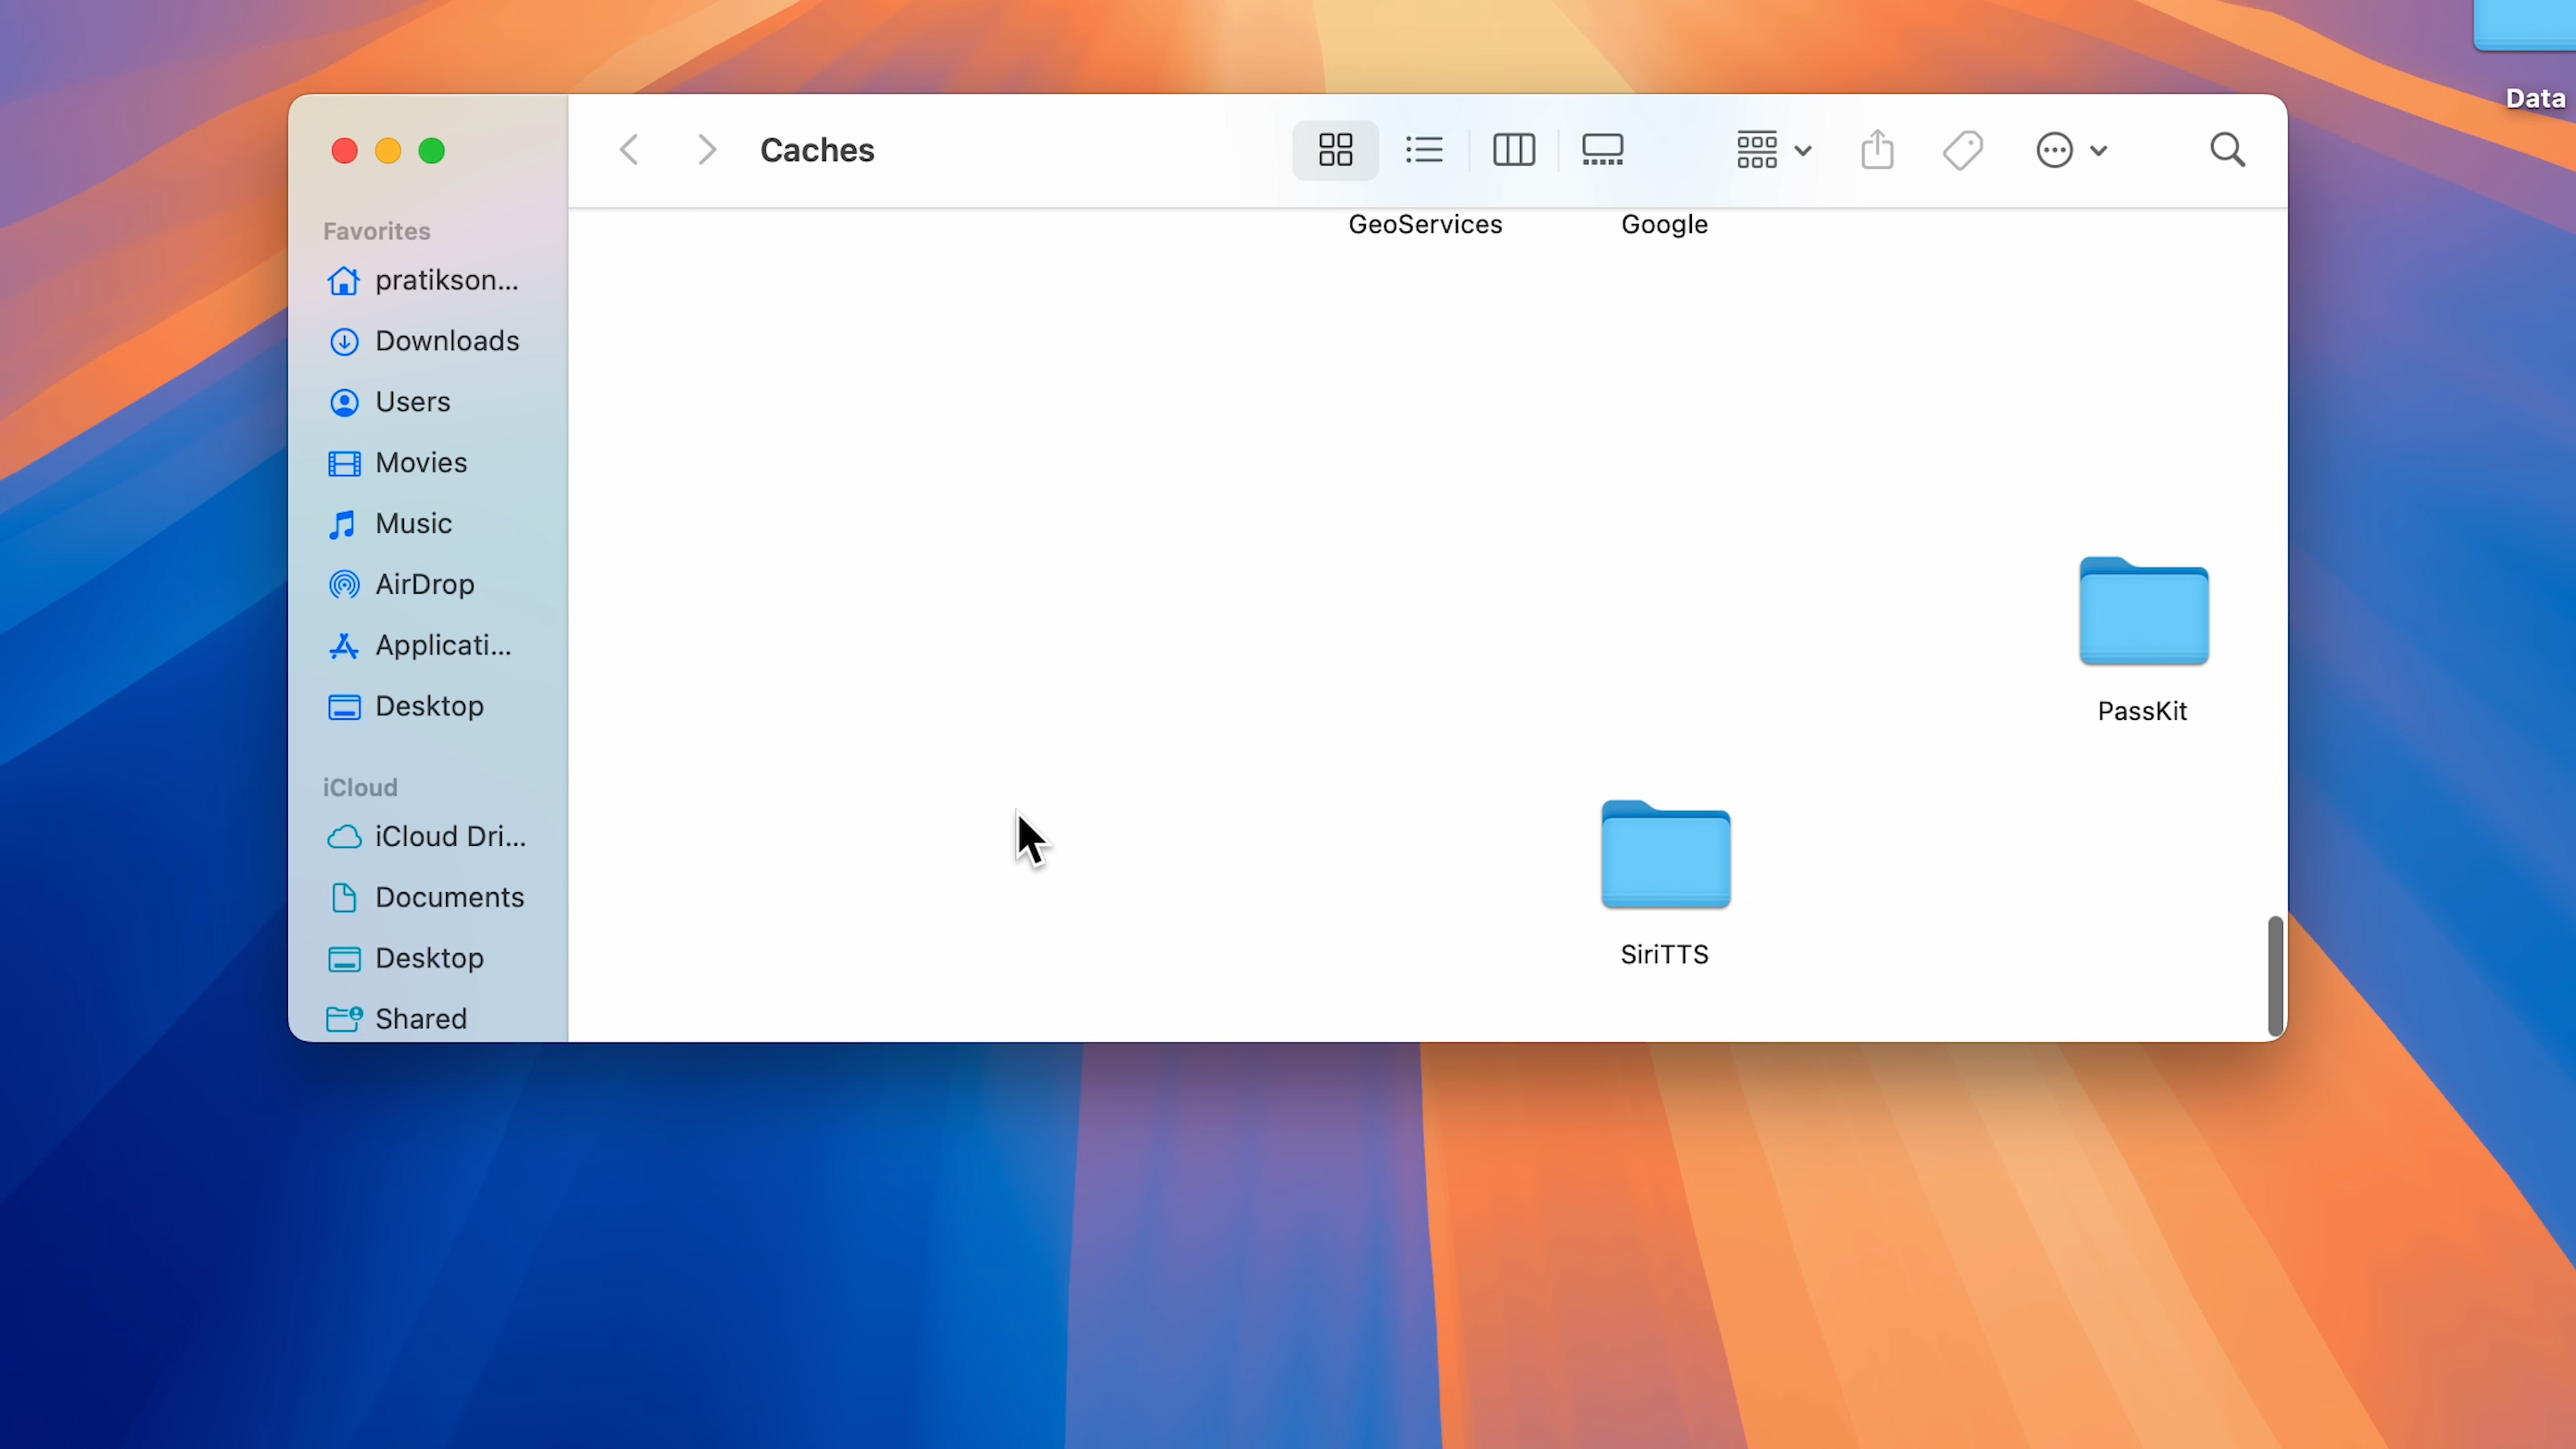 Data
Caches
Favorites
pratikson...
Downloads
Users
Movies
Music
AirDrop
Applicati...
Desktop
iCloud
iCloud Dri...
Documents
Desktop
Shared
GeoServices
Google
PassKit
SiriTTS